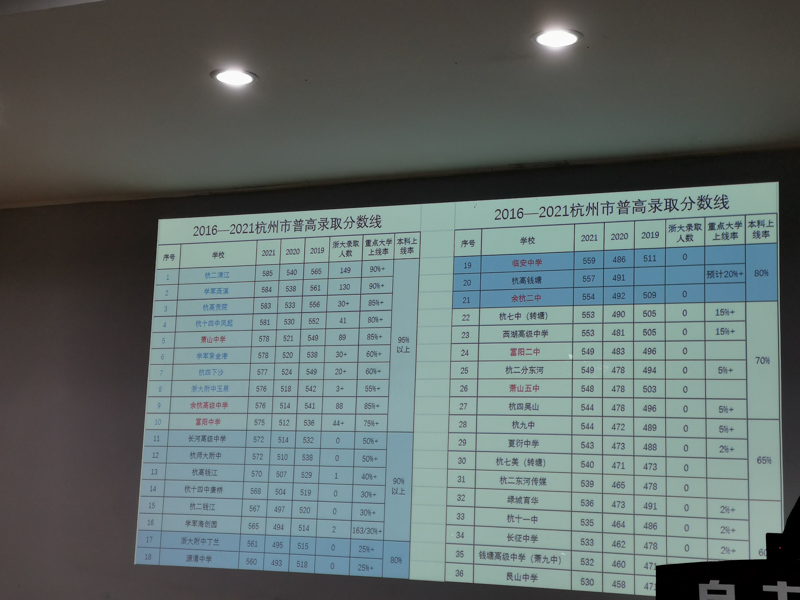 2016—2021杭州市普高录取分数线
序号 学校 2021 2020 2019 浙大录取人数 重点大学上线率 本科上线率
1 杭二滨江 585 540 565 149 90%+
2 学军西溪 584 538 561 130 90%+
3 杭高贡院 583 533 556 30+ 85%+
4 杭十四中凤起 581 530 552 41 80%+
5 萧山中学 578 521 549 89 85%+ 95%以上
6 学军紫金港 578 520 538 30+ 60%+
7 杭四下沙 577 524 549 20+ 60%+
8 浙大附中玉泉 576 518 542 3+ 55%+
9 余杭高级中学 576 514 541 88 85%+
10 富阳中学 575 512 536 44+ 75%+
11 长河高级中学 572 514 532 0 50%+
12 杭师大附中 572 510 538 0 50%+
13 杭高钱江 570 507 529 1 40%+
14 杭十四中康桥 568 504 519 0 30%+ 90%以上
15 杭二钱江 567 497 520 0 30%+
16 学军海创园 565 494 514 2 163/30%+
17 浙大附中丁兰 561 495 515 0 25%+
18 源清中学 560 493 518 0 25%+ 80%
2016—2021杭州市普高录取分数线
序号 学校 2021 2020 2019 浙大录取人数 重点大学上线率 本科上线率
19 临安中学 559 486 511 0
20 杭高钱塘 557 491 预计20%+ 80%
21 余杭二中 554 492 509 0
22 杭七中（转塘） 553 490 505 0 15%+
23 西湖高级中学 553 481 505 0 15%+
24 富阳二中 549 483 496 0
25 杭二分东河 549 478 494 0 5%+ 70%
26 萧山五中 548 478 503 0
27 杭四吴山 544 478 496 0 5%+
28 杭九中 544 472 489 0 5%+
29 夏衍中学 543 473 488 0 2%+
30 杭七美（转塘） 540 471 473 0 65%
31 杭二东河传媒 539 465 478 0
32 绿城育华 536 473 491 0 2%+
33 杭十一中 535 464 486 0 2%+
34 长征中学 533 462 478 0 2%+
35 钱塘高级中学（萧九中） 532 460
36 艮山中学 530 458